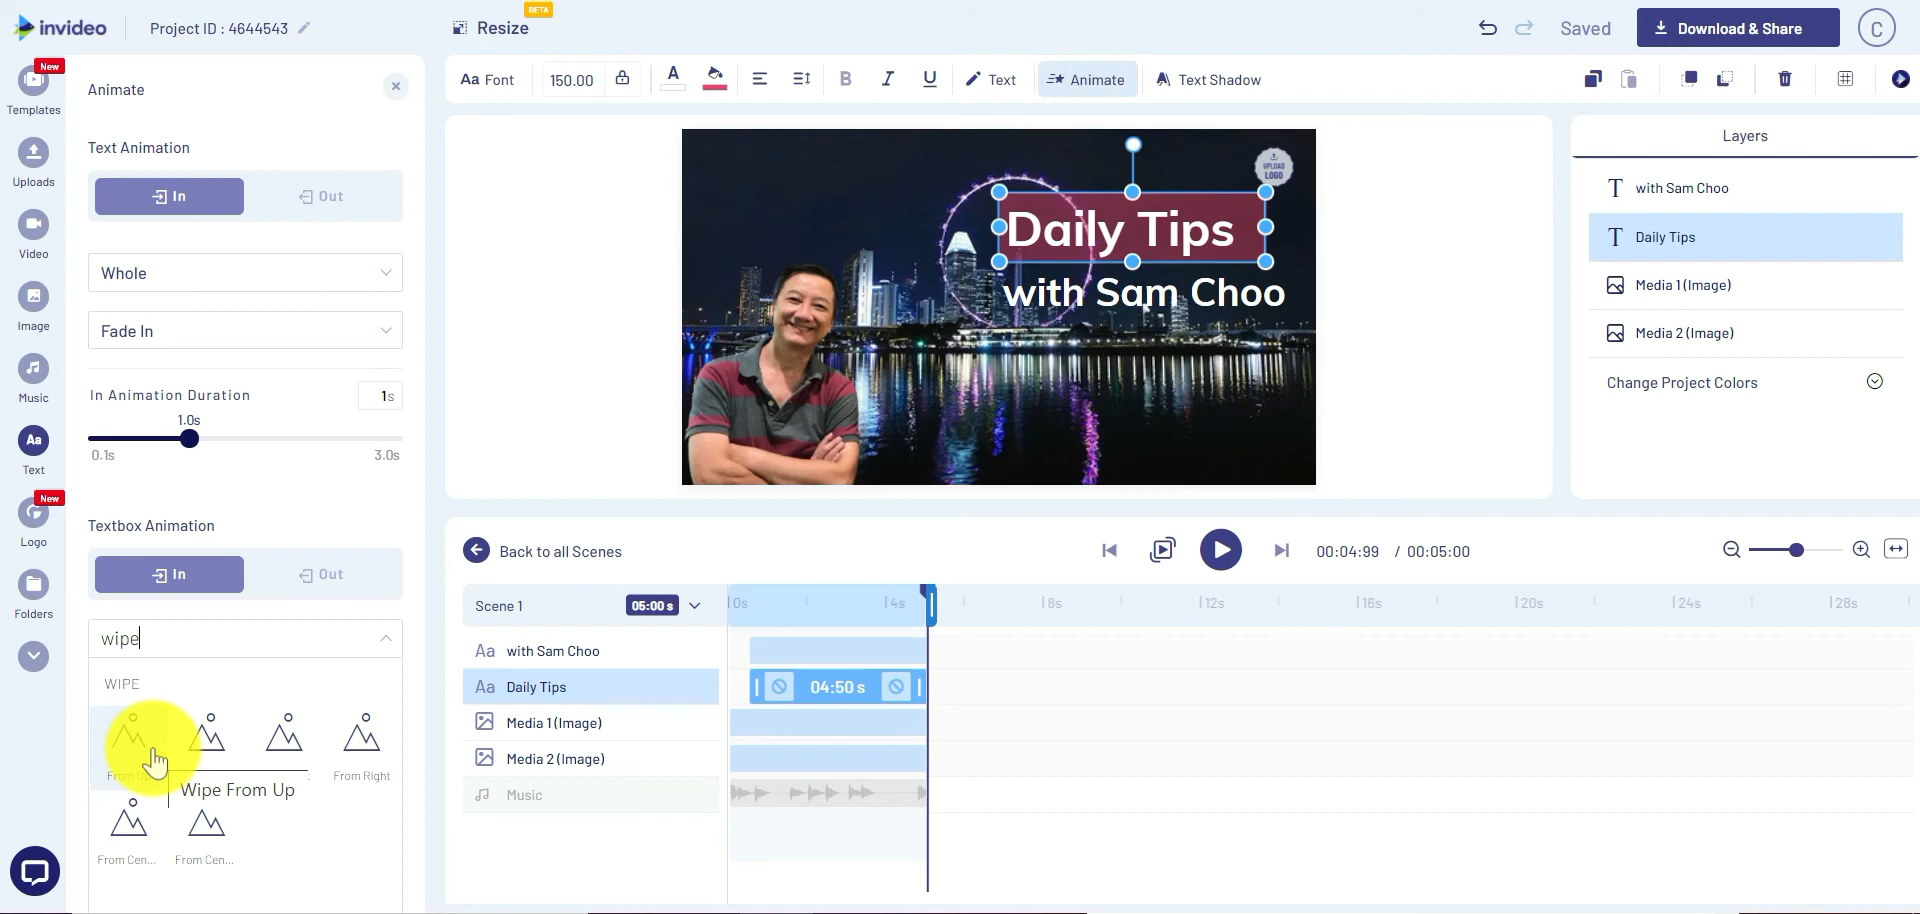 invideo
Project ID : 4644543
Resize
BETA
Saved
Download & Share
C
New
Templates
Uploads
Video
Image
Music
Aa
Text
New
Logo
Folders
Animate
Text Animation
In
Out
Whole
Fade In
In Animation Duration
1s
1.0s
0.1s
3.0s
Textbox Animation
In
Out
wipe
WIPE
From Up
From Right
Wipe From Up
From Cen...
From Cen...
Aa Font
150.00
A
B
I
U
Text
Animate
A Text Shadow
UPLOAD
LOGO
Daily Tips
with Sam Choo
Layers
T with Sam Choo
T Daily Tips
Media 1 (Image)
Media 2 (Image)
Change Project Colors
Back to all Scenes
00:04:99 / 00:05:00
Scene 1
05:00 s
0s
4s
8s
12s
16s
20s
24s
28s
Aa with Sam Choo
Aa Daily Tips
04:50 s
Media 1 (Image)
Media 2 (Image)
Music